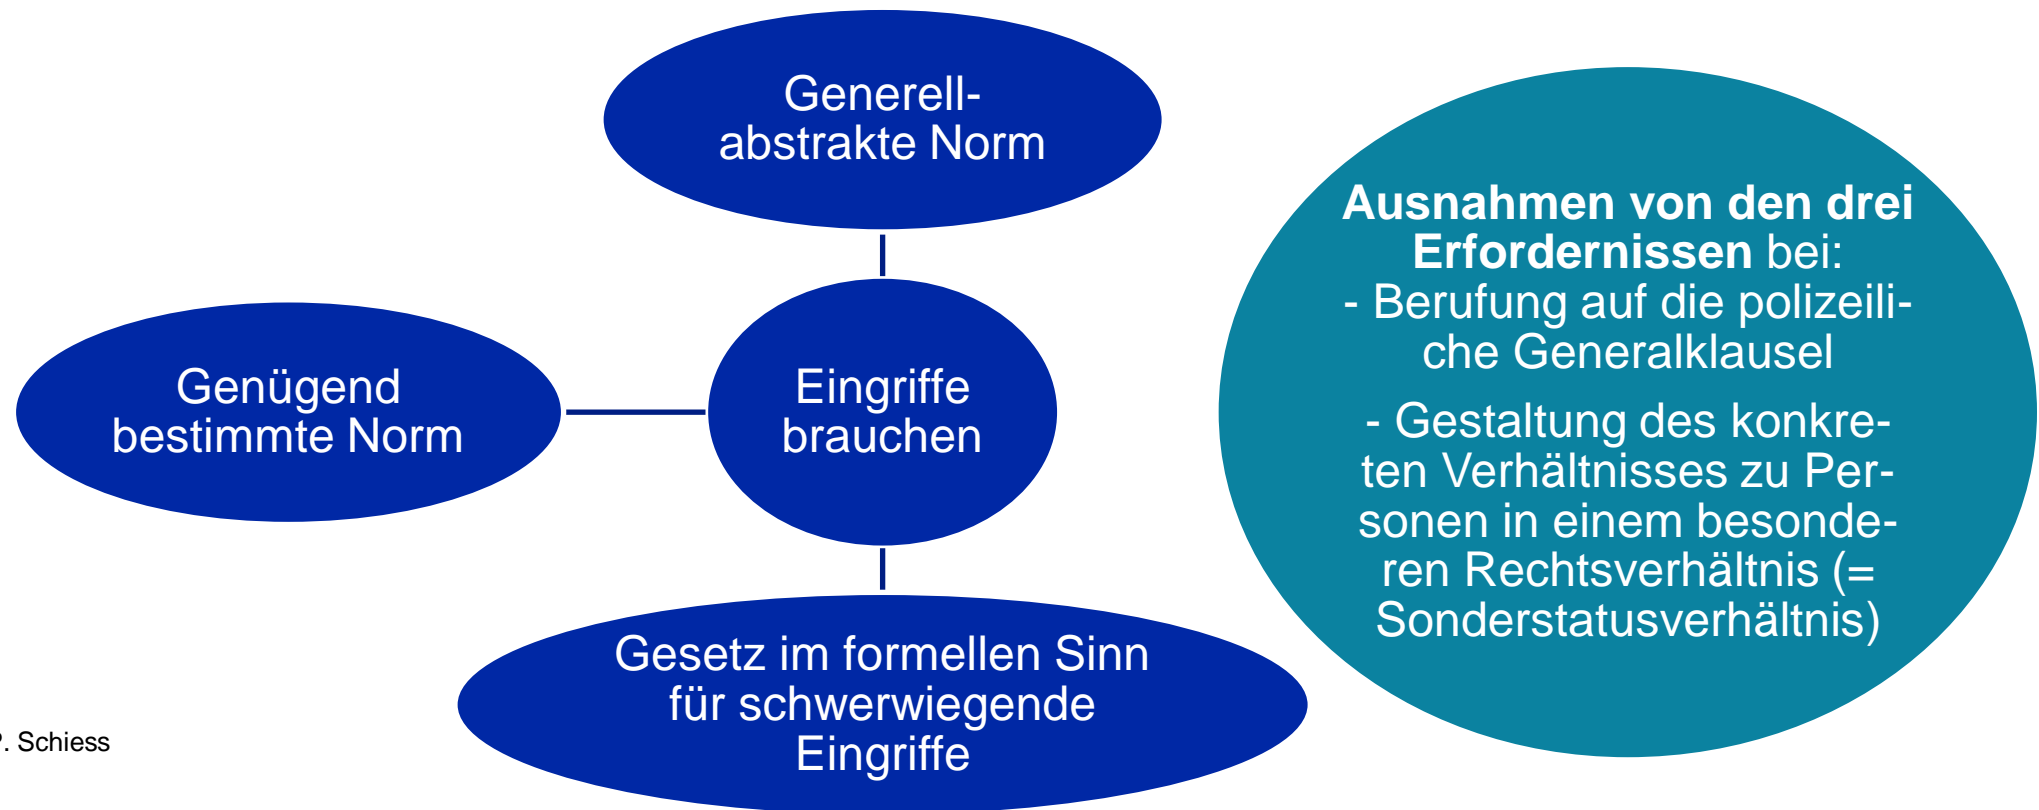 Generell-
abstrakte Norm
Genügend
bestimmte Norm
Eingriffe
brauchen
Gesetz im formellen Sinn
für schwerwiegende
Eingriffe
Ausnahmen von den drei
Erfordernissen bei:
- Berufung auf die polizeili-
che Generalklausel
- Gestaltung des konkre-
ten Verhältnisses zu Per-
sonen in einem besonde-
ren Rechtsverhältnis (=
Sonderstatusverhältnis)
P. Schiess